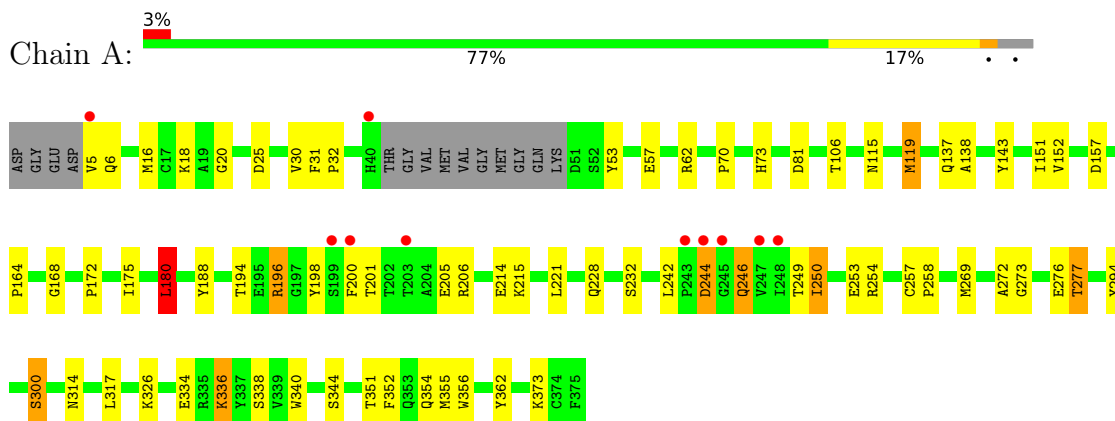 3%
Chain A:
77% 17% • •
ASP GLY GLU ASP V5 Q6 M16 C17 K18 A19 G20 D25 V30 F31 P32 H40 THR GLY VAL MET VAL GLY MET GLY GLN LYS D51 S52 Y53 E57 R62 P70 H73 D81 T106 N115 M119 Q137 A138 Y143 I151 V152 D157
P164 G168 P172 I175 L180 Y188 T194 E195 R196 G197 Y198 S199 F200 T201 T202 T203 A204 E205 R206 E214 K215 L221 Q228 S232 L242 P243 D244 G245 Q246 V247 I248 T249 I250 E253 R254 C257 P258 M269 A272 G273 E276 T277 Y294
S300 N314 L317 K326 E334 R335 K336 Y337 S338 V339 W340 S344 T351 F352 Q353 Q354 M355 W356 Y362 K373 C374 F375